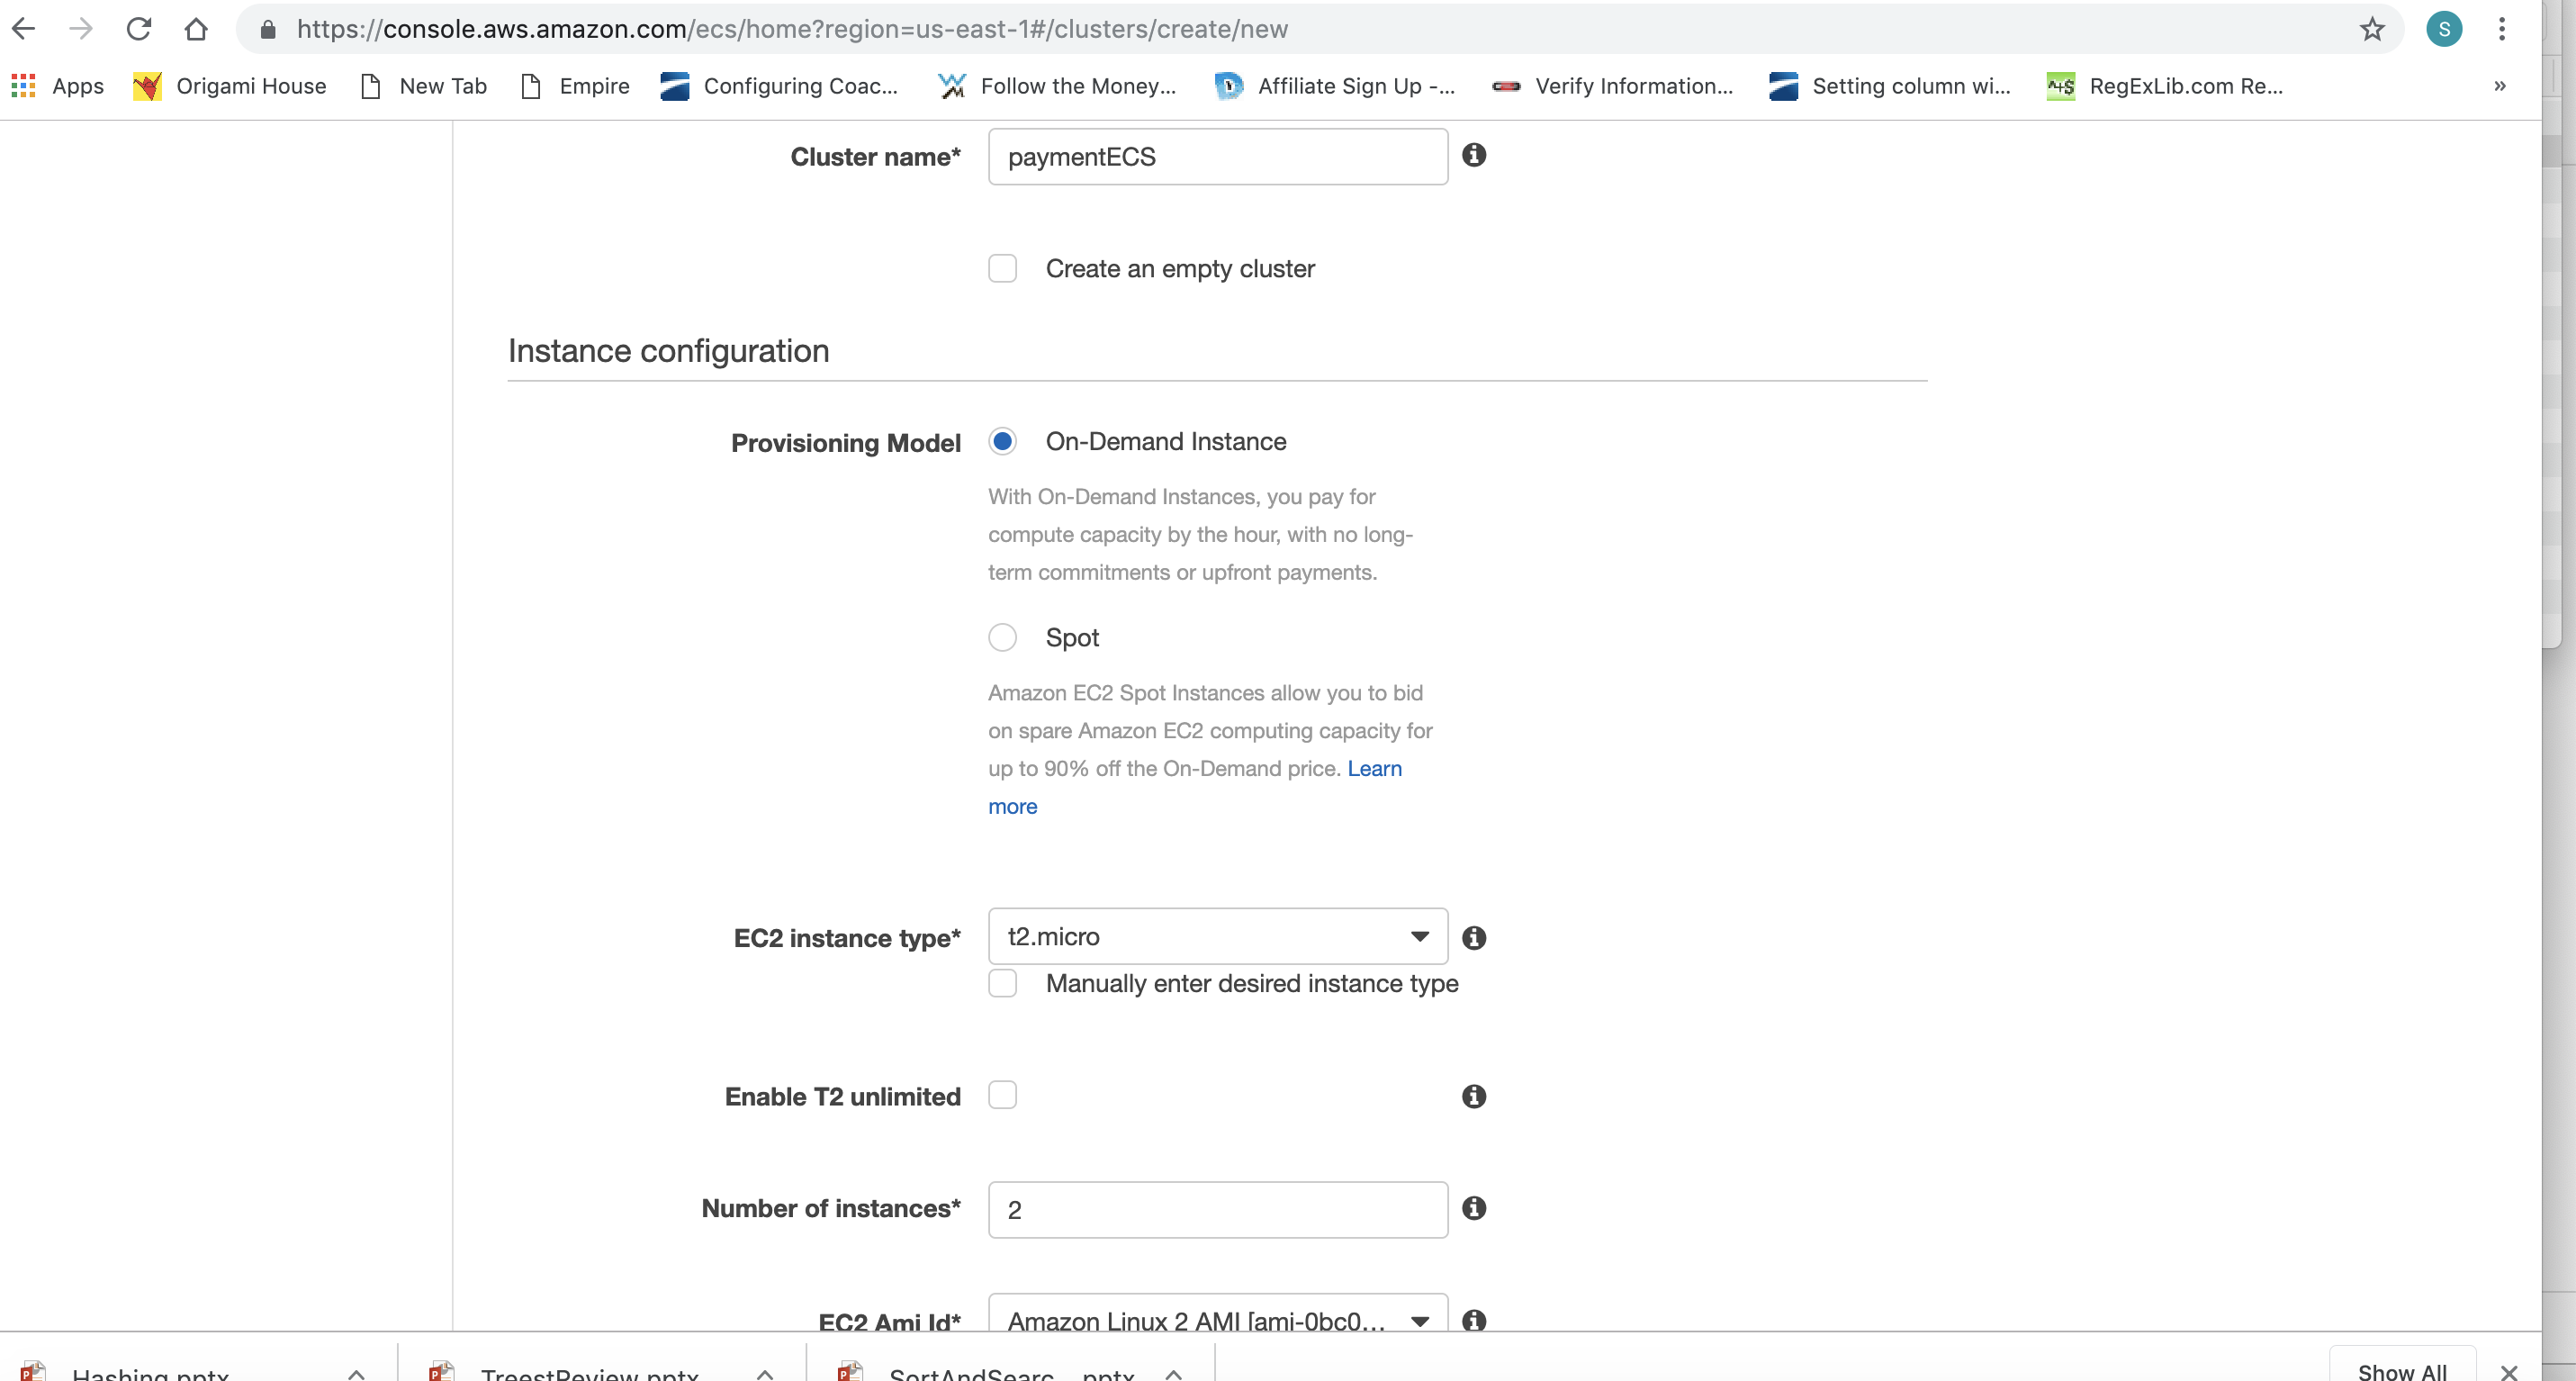 https://console.aws.amazon.com/ecs/home?region=us-east-1#/clusters/create/new
S
Apps Origami House New Tab Empire Configuring Coac... Follow the Money... Affiliate Sign Up -... Verify Information... Setting column wi... RegExLib.com Re... »
Cluster name* paymentECS
Create an empty cluster
Instance configuration
Provisioning Model On-Demand Instance
With On-Demand Instances, you pay for
compute capacity by the hour, with no long-
term commitments or upfront payments.
Spot
Amazon EC2 Spot Instances allow you to bid
on spare Amazon EC2 computing capacity for
up to 90% off the On-Demand price. Learn
more
EC2 instance type* t2.micro
Manually enter desired instance type
Enable T2 unlimited
Number of instances* 2
EC2 Ami Id* Amazon Linux 2 AMI [ami-0bc0...
Hashing.pptx TreestReview.pptx SortAndSearc....pptx Show All